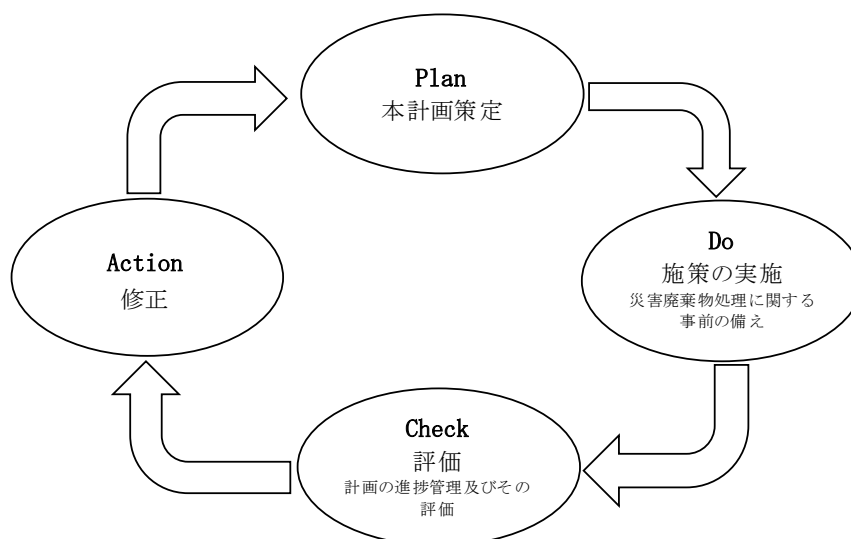 Plan
本計画策定
Do
施策の実施
災害廃棄物処理に関する
事前の備え
Check
評価
計画の進捗管理及びその
評価
Action
修正